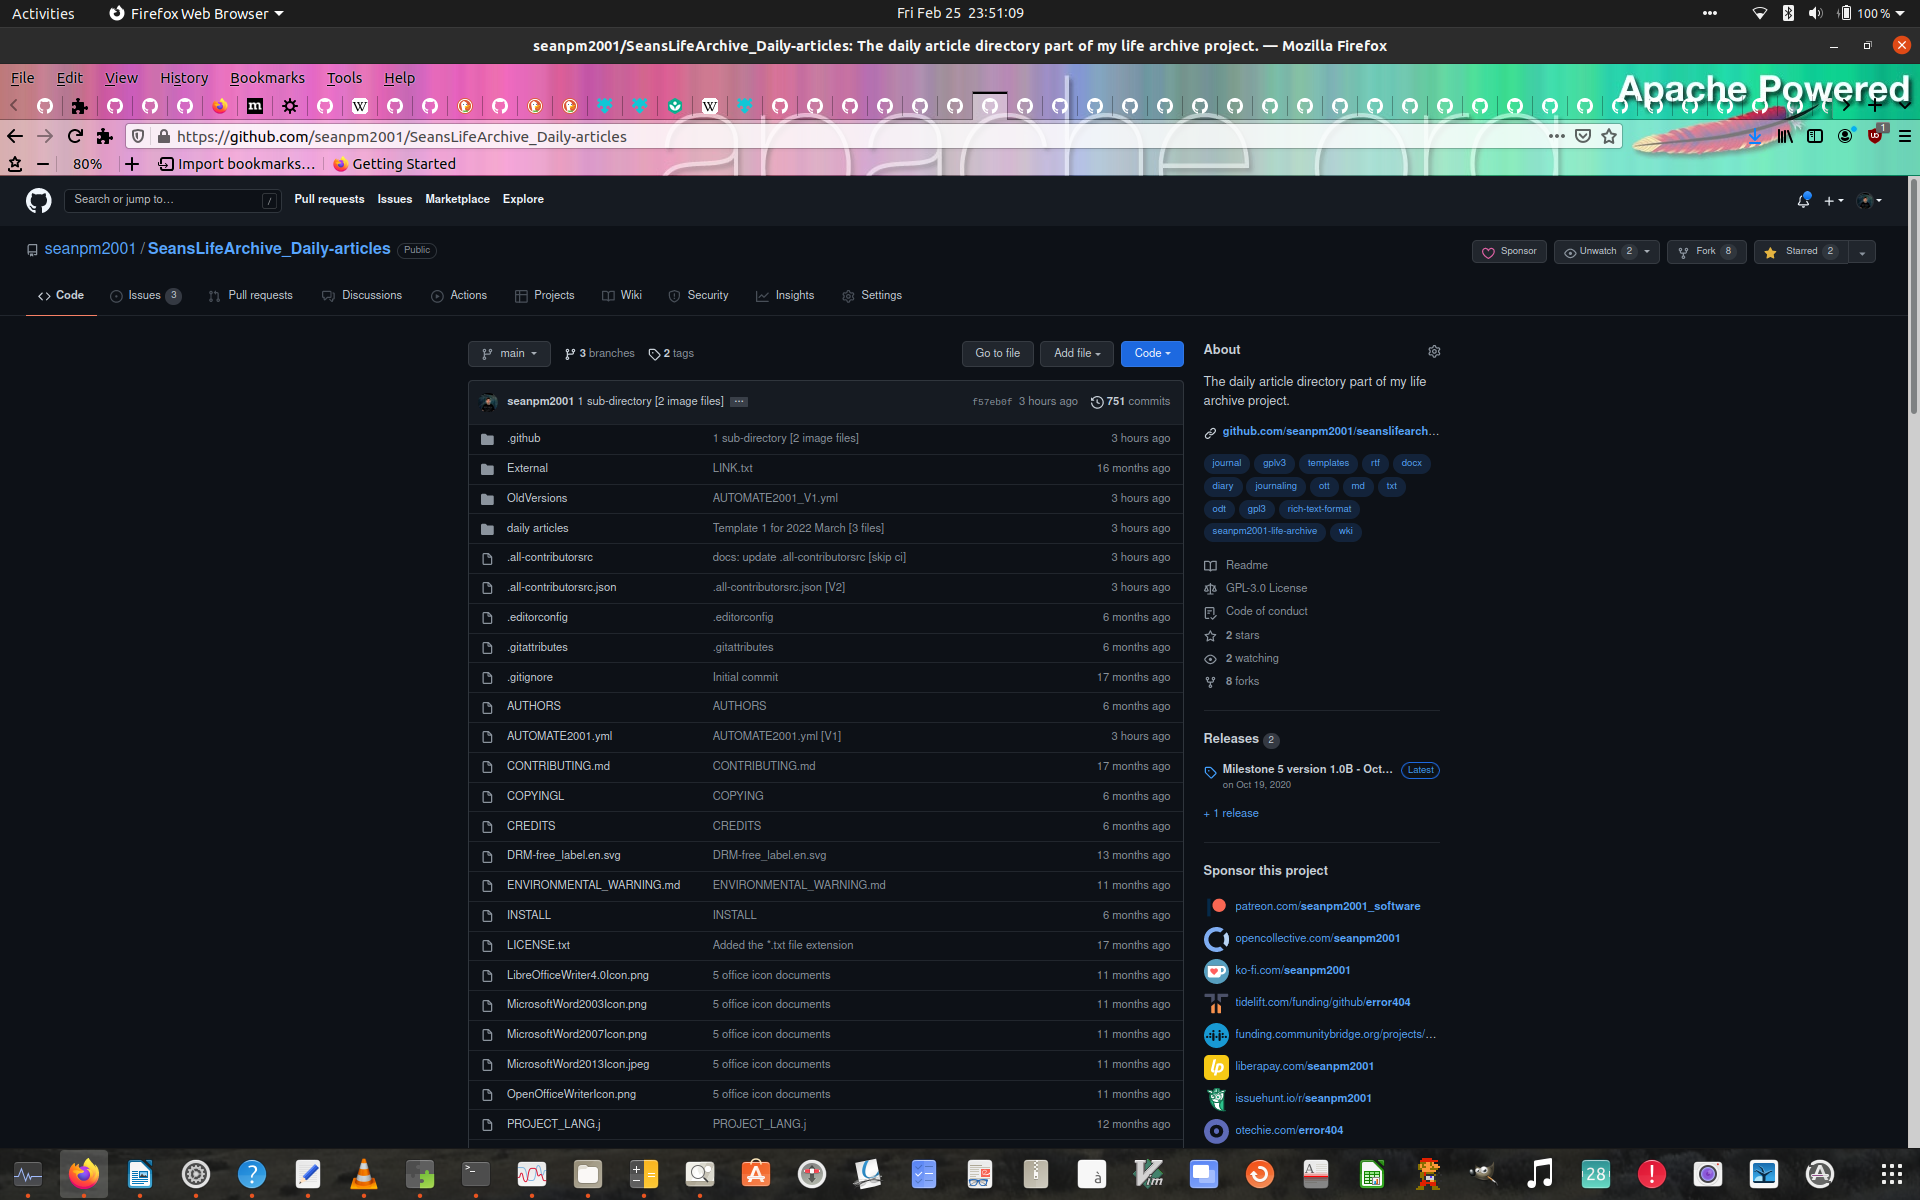 Activities Firefox Web Browser Fri Feb 25 23:51:09 100 %
seanpm2001/SeansLifeArchive_Daily-articles: The daily article directory part of my life archive project. — Mozilla Firefox
File Edit View History Bookmarks Tools Help
Apache Powered
https://github.com/seanpm2001/SeansLifeArchive_Daily-articles
80% Import bookmarks... Getting Started
Search or jump to... / Pull requests Issues Marketplace Explore
seanpm2001 / SeansLifeArchive_Daily-articles Public
Sponsor Unwatch 2 Fork 8 Starred 2
Code Issues 3 Pull requests Discussions Actions Projects Wiki Security Insights Settings
main 3 branches 2 tags Go to file Add file Code
seanpm2001 1 sub-directory [2 image files] ... f57eb0f 3 hours ago 751 commits
.github 1 sub-directory [2 image files] 3 hours ago
External LINK.txt 16 months ago
OldVersions AUTOMATE2001_V1.yml 3 hours ago
daily articles Template 1 for 2022 March [3 files] 3 hours ago
.all-contributorsrc docs: update .all-contributorsrc [skip ci] 3 hours ago
.all-contributorsrc.json .all-contributorsrc.json [V2] 3 hours ago
.editorconfig .editorconfig 6 months ago
.gitattributes .gitattributes 6 months ago
.gitignore Initial commit 17 months ago
AUTHORS AUTHORS 6 months ago
AUTOMATE2001.yml AUTOMATE2001.yml [V1] 3 hours ago
CONTRIBUTING.md CONTRIBUTING.md 17 months ago
COPYINGL COPYING 6 months ago
CREDITS CREDITS 6 months ago
DRM-free_label.en.svg DRM-free_label.en.svg 13 months ago
ENVIRONMENTAL_WARNING.md ENVIRONMENTAL_WARNING.md 11 months ago
INSTALL INSTALL 6 months ago
LICENSE.txt Added the *.txt file extension 17 months ago
LibreOfficeWriter4.0Icon.png 5 office icon documents 11 months ago
MicrosoftWord2003Icon.png 5 office icon documents 11 months ago
MicrosoftWord2007Icon.png 5 office icon documents 11 months ago
MicrosoftWord2013Icon.jpeg 5 office icon documents 11 months ago
OpenOfficeWriterIcon.png 5 office icon documents 11 months ago
PROJECT_LANG.j PROJECT_LANG.j 12 months ago
About
The daily article directory part of my life
archive project.
github.com/seanpm2001/seanslifearch...
journal gplv3 templates rtf docx
diary journaling ott md txt
odt gpl3 rich-text-format
seanpm2001-life-archive wki
Readme
GPL-3.0 License
Code of conduct
2 stars
2 watching
8 forks
Releases 2
Milestone 5 version 1.0B - Oct... Latest
on Oct 19, 2020
+ 1 release
Sponsor this project
patreon.com/seanpm2001_software
opencollective.com/seanpm2001
ko-fi.com/seanpm2001
tidelift.com/funding/github/error404
funding.communitybridge.org/projects/...
liberapay.com/seanpm2001
issuehunt.io/r/seanpm2001
otechie.com/error404
28